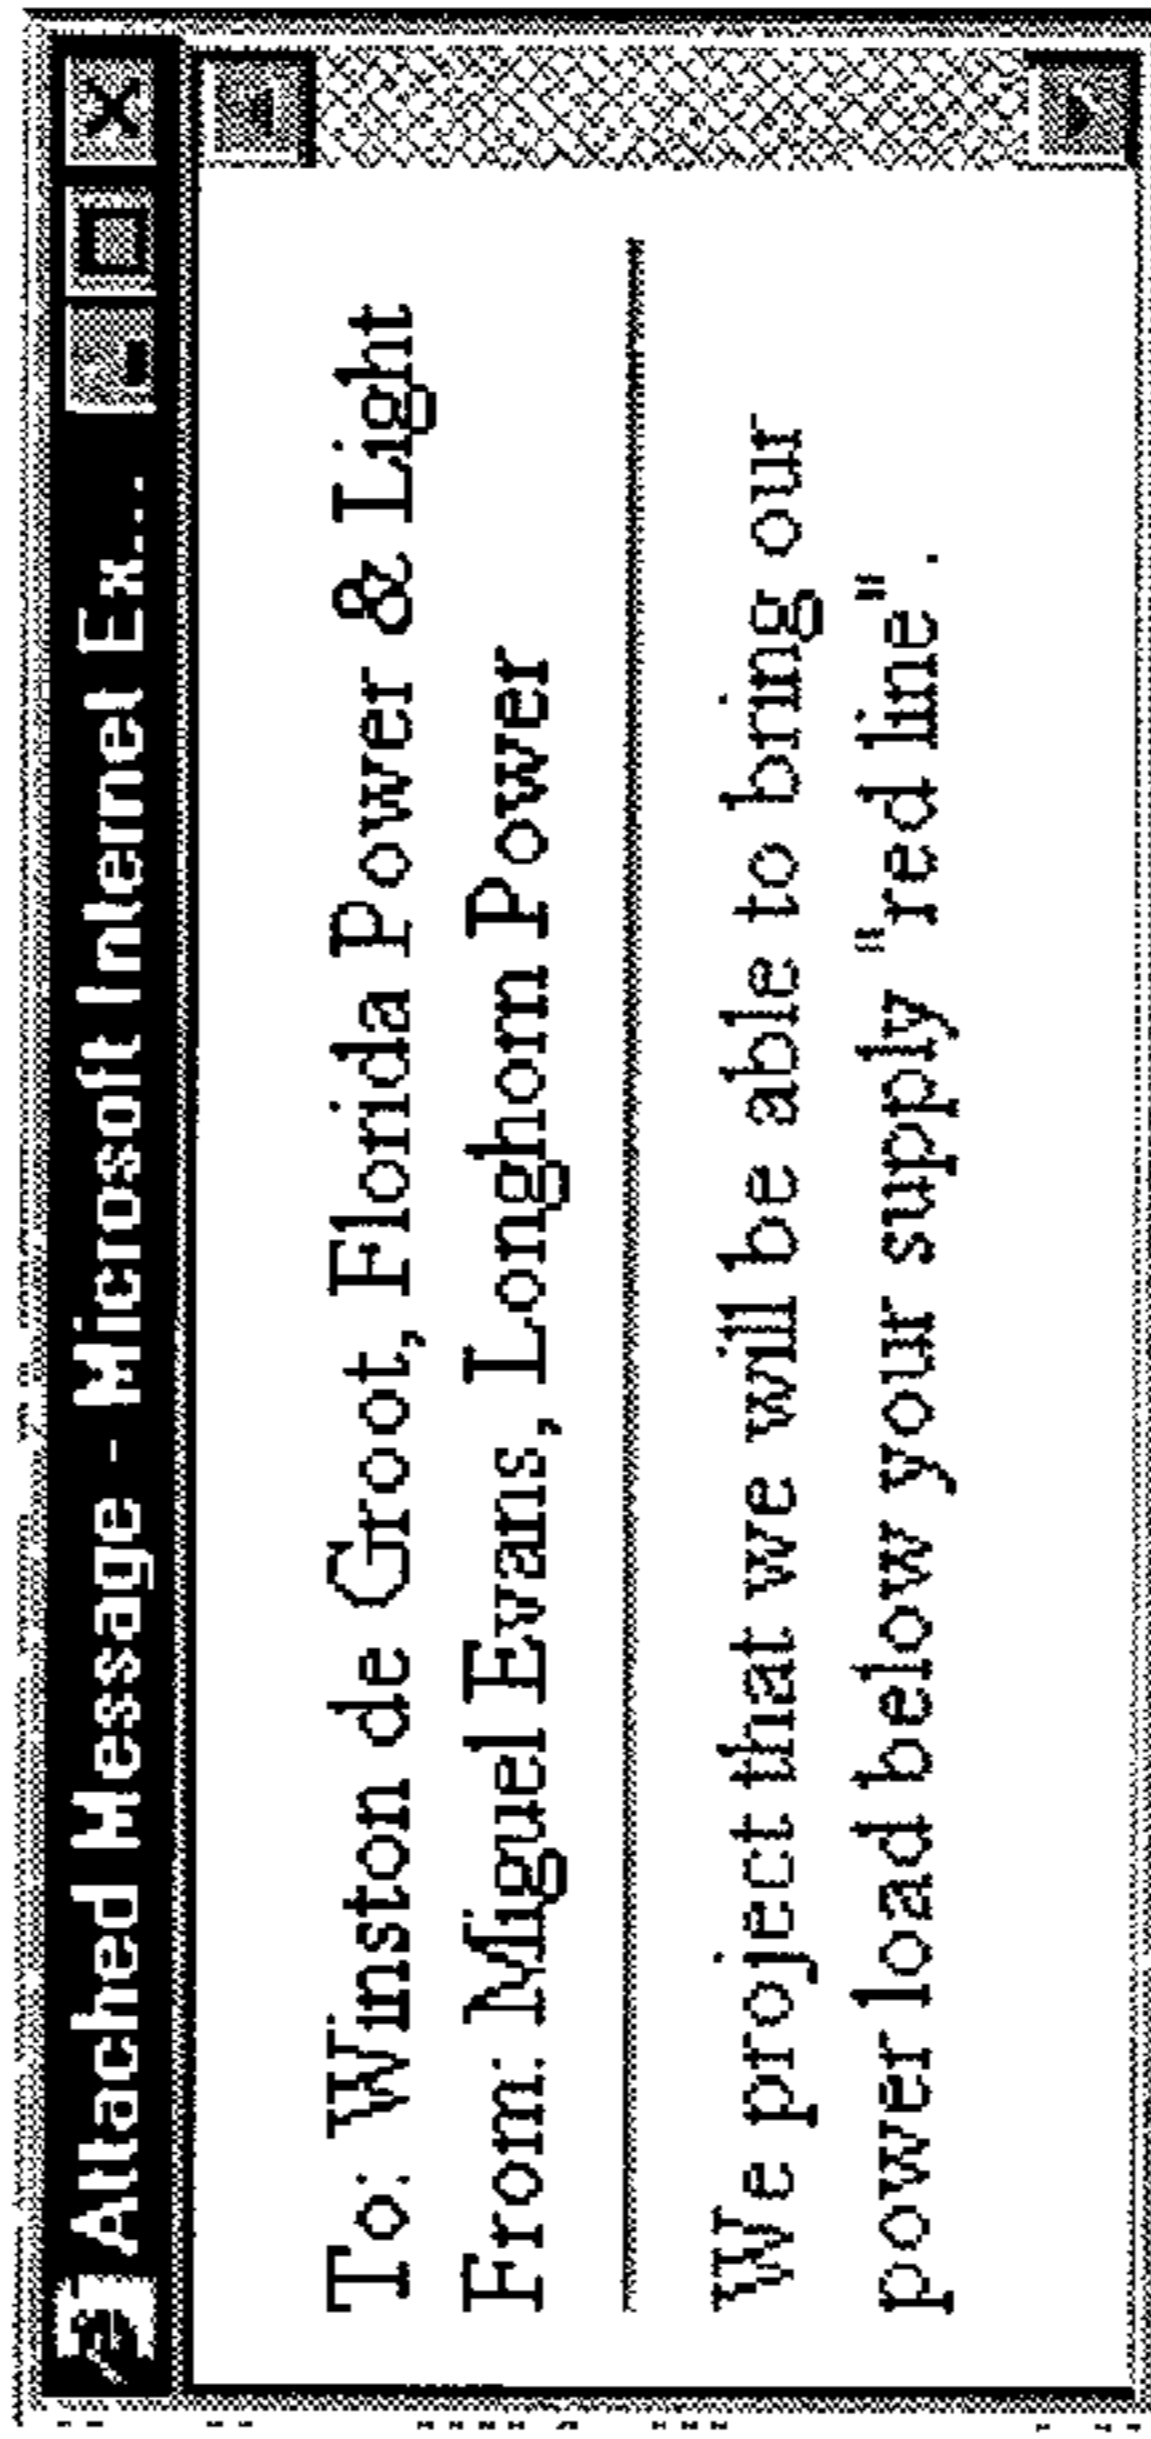 Attached Message - Microsoft Internet Ex...
To: Winston de Groot, Florida Power & Light
From: Miguel Evans, Longhorn Power
We project that we will be able to bring our
power load below your supply "red line".